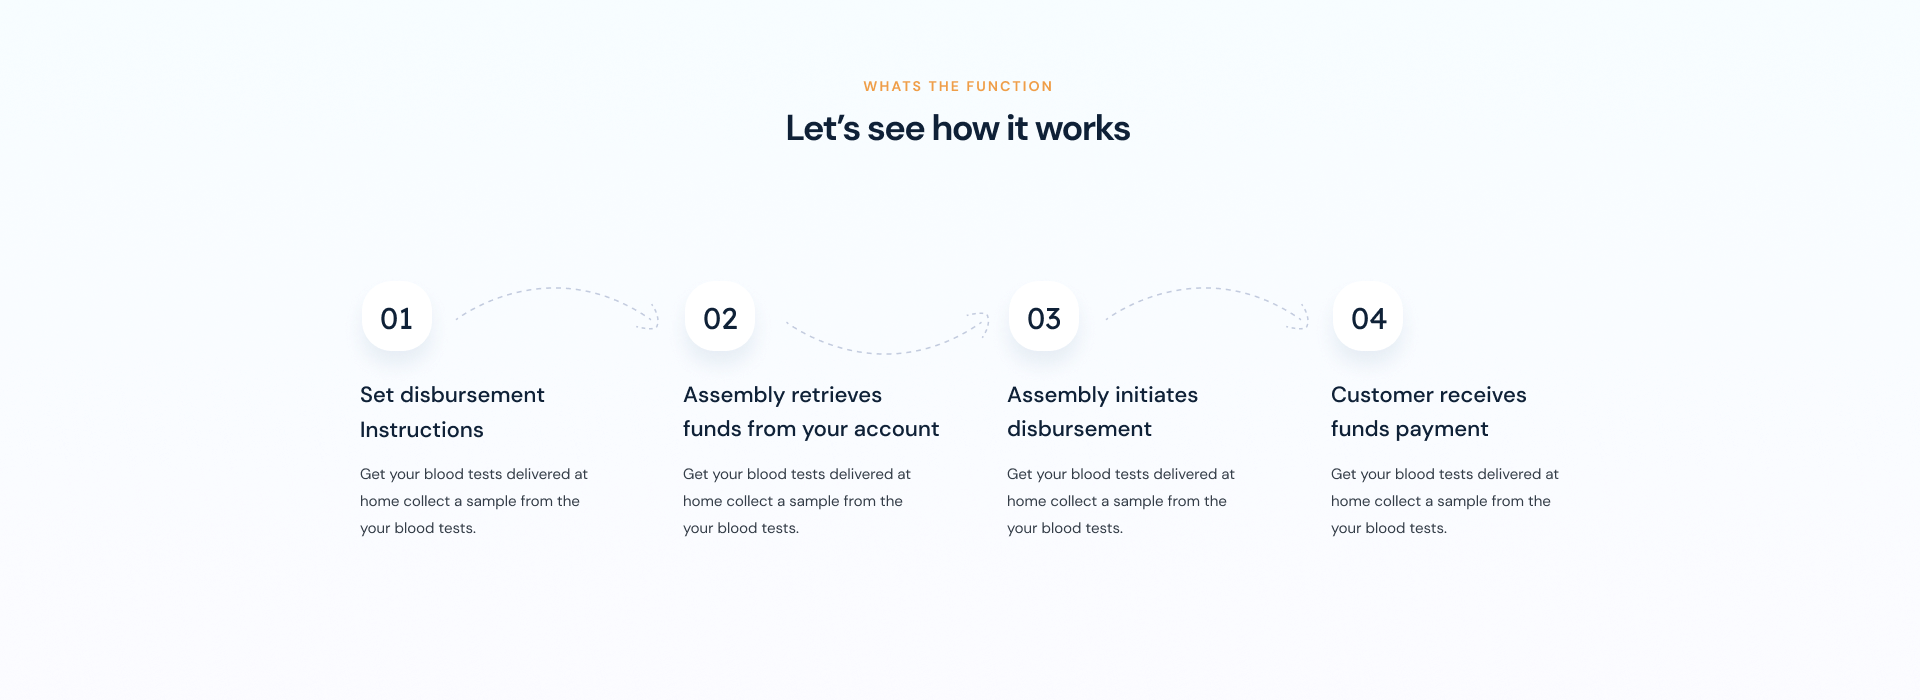 WHATS THE FUNCTION
Let’s see how it works
01
Set disbursement
Instructions
Get your blood tests delivered at
home collect a sample from the
your blood tests.
02
Assembly retrieves
funds from your account
Get your blood tests delivered at
home collect a sample from the
your blood tests.
03
Assembly initiates
disbursement
Get your blood tests delivered at
home collect a sample from the
your blood tests.
04
Customer receives
funds payment
Get your blood tests delivered at
home collect a sample from the
your blood tests.